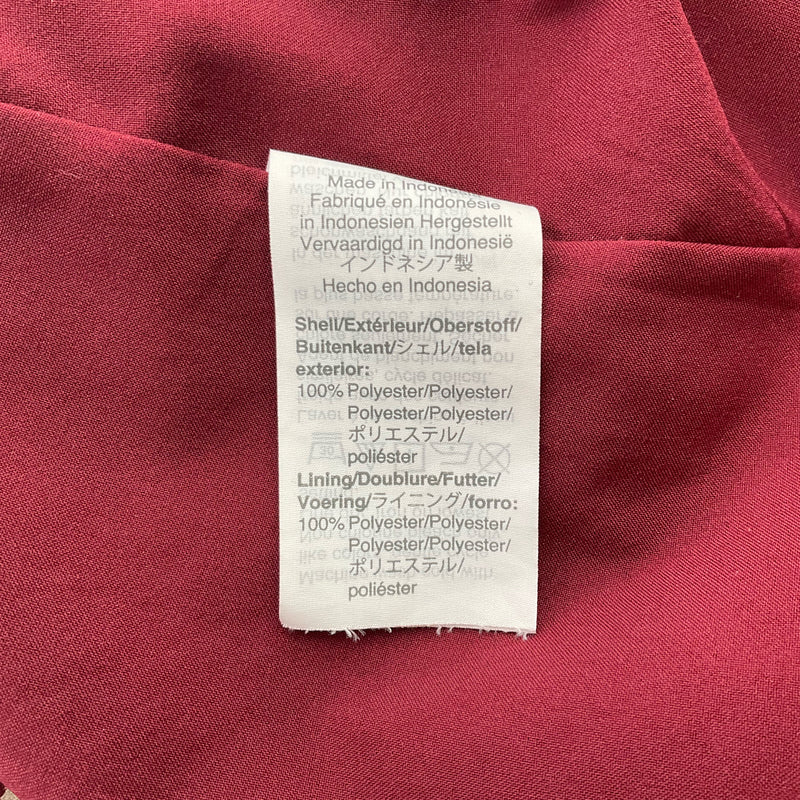 Made in Indonesia
Fabriqué en Indonésie
in Indonesien Hergestellt
Vervaardigd in Indonesië
インドネシア製
Hecho en Indonesia
Shell/Extérieur/Oberstoff/
Buitenkant/シェル/tela
exterior:
100% Polyester/Polyester/
Polyester/Polyester/
ポリエステル/
poliéster
Lining/Doublure/Futter/
Voering/ライニング/forro:
100% Polyester/Polyester/
Polyester/Polyester/
ポリエステル/
poliéster